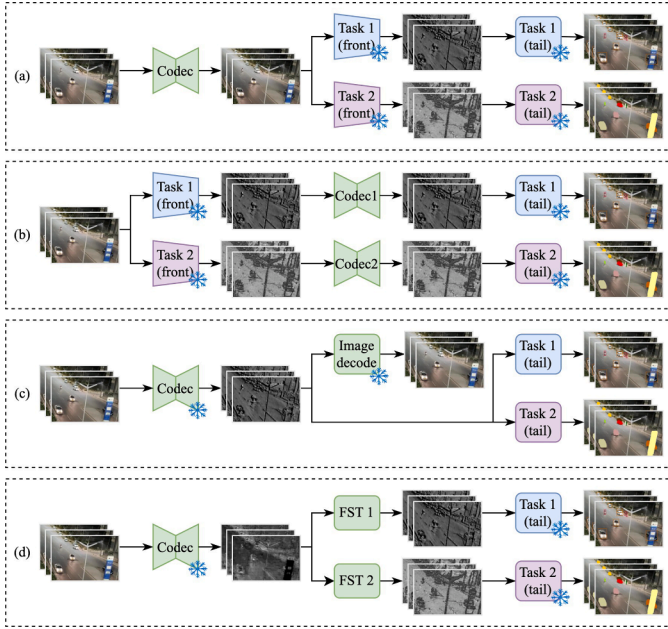 (a)
Codec
Task 1
(front)
Task 1
(tail)
Task 2
(front)
Task 2
(tail)
(b)
Task 1
(front)
Codec1
Task 1
(tail)
Task 2
(front)
Codec2
Task 2
(tail)
(c)
Codec
Image
decode
Task 1
(tail)
Task 2
(tail)
(d)
Codec
FST 1
Task 1
(tail)
FST 2
Task 2
(tail)